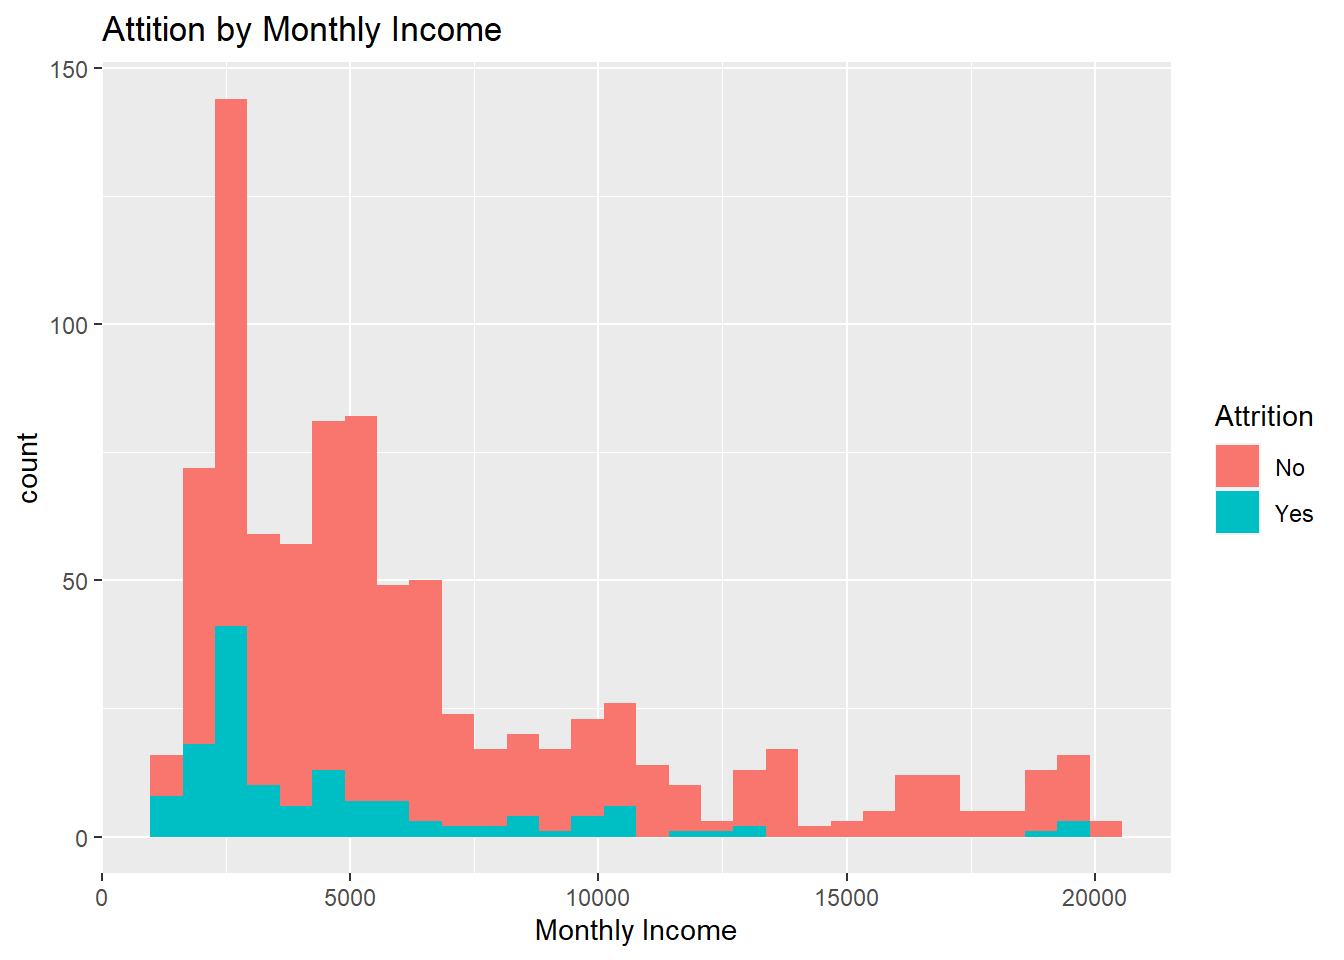 Attition by Monthly Income
150
100
50
0
count
0 5000 10000 15000 20000
Monthly Income
Attrition
No
Yes